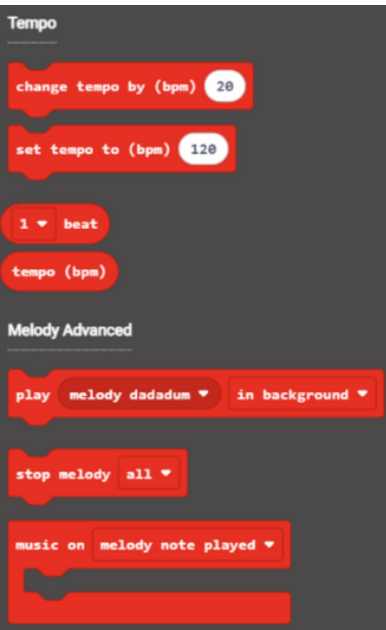 Tempo
change tempo by (bpm) 20
set tempo to (bpm) 120
1 beat
tempo (bpm)
Melody Advanced
play melody dadadum in background
stop melody all
music on melody note played